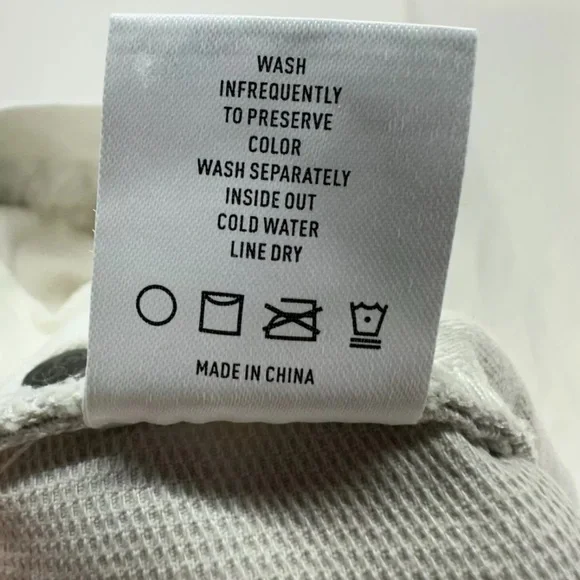 WASH
INFREQUENTLY
TO PRESERVE
COLOR
WASH SEPARATELY
INSIDE OUT
COLD WATER
LINE DRY
MADE IN CHINA